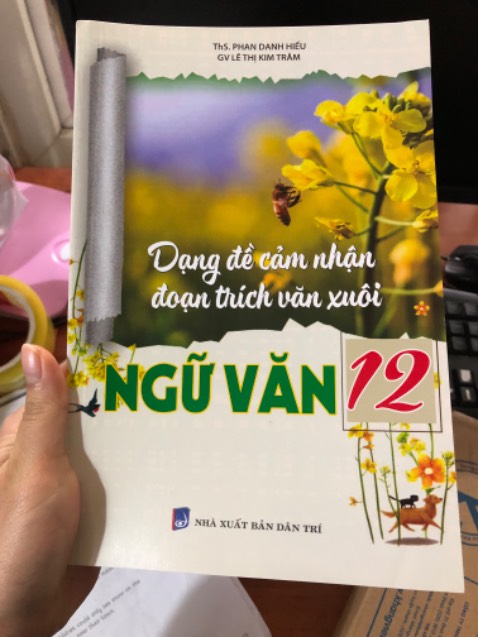 ThS. PHAN DANH HIẾU
GV LÊ THỊ KIM TRÂM
Dạng đề cảm nhận
đoạn trích văn xuôi
NGỮ VĂN 12
NHÀ XUẤT BẢN DÂN TRÍ